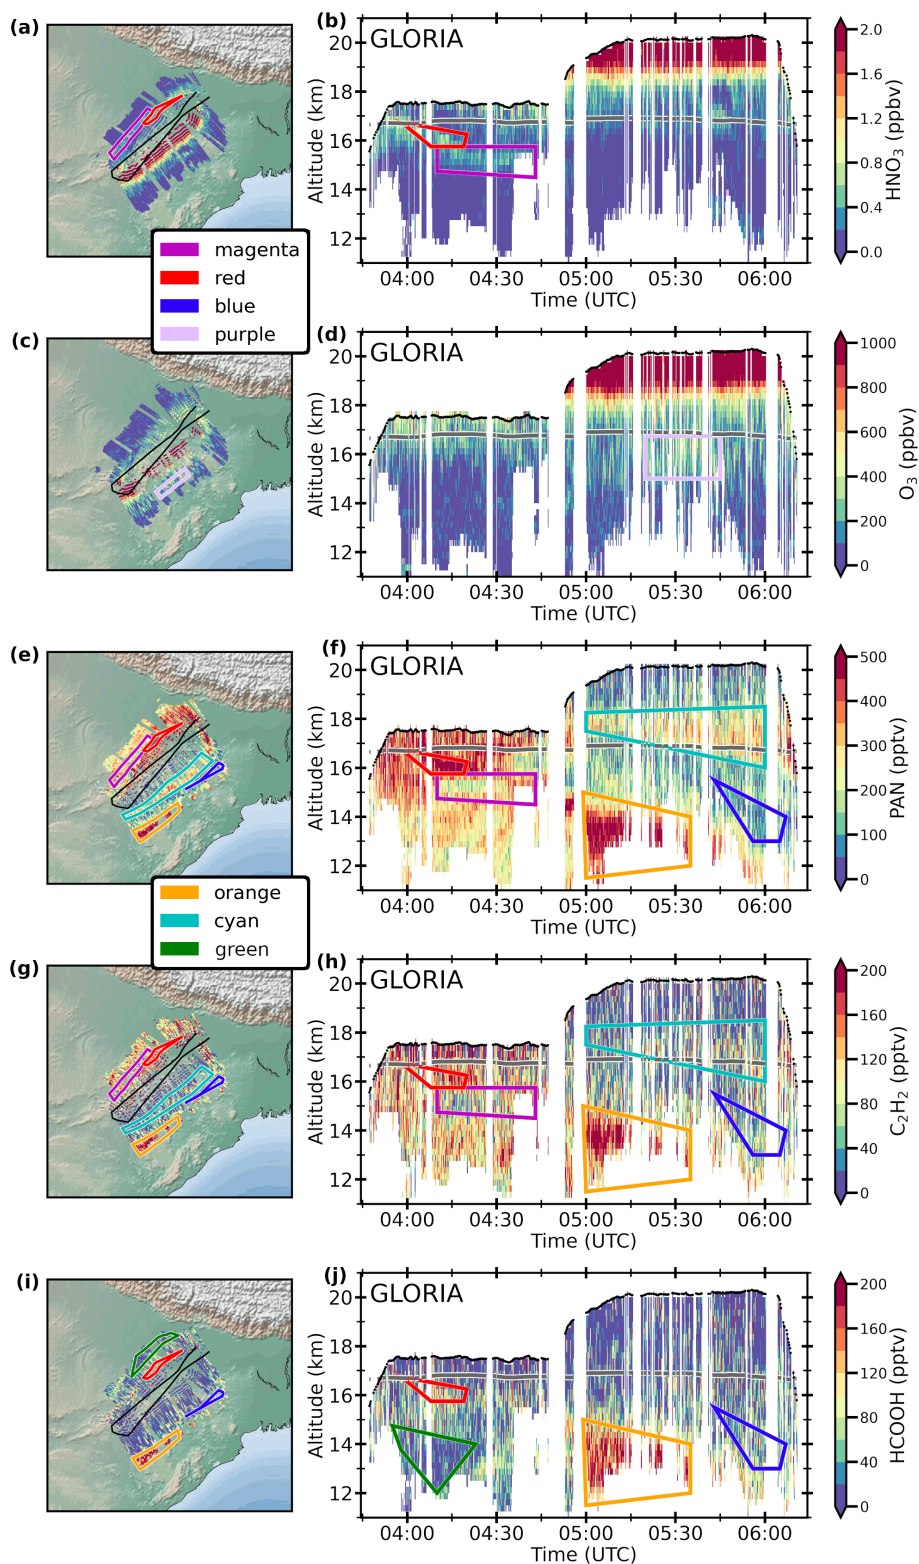 (a)
(b)
GLORIA
20
18
16
14
12
Altitude (km)
04:00 04:30 05:00 05:30 06:00
Time (UTC)
2.0
1.6
1.2
0.8
0.4
0.0
HNO₃ (ppbv)
magenta
red
blue
purple
(c)
(d)
GLORIA
20
18
16
14
12
Altitude (km)
04:00 04:30 05:00 05:30 06:00
Time (UTC)
1000
800
600
400
200
0
O₃ (ppbv)
(e)
(f)
GLORIA
20
18
16
14
12
Altitude (km)
04:00 04:30 05:00 05:30 06:00
Time (UTC)
500
400
300
200
100
0
PAN (pptv)
orange
cyan
green
(g)
(h)
GLORIA
20
18
16
14
12
Altitude (km)
04:00 04:30 05:00 05:30 06:00
Time (UTC)
200
160
120
80
40
0
C₂H₂ (pptv)
(i)
(j)
GLORIA
20
18
16
14
12
Altitude (km)
04:00 04:30 05:00 05:30 06:00
Time (UTC)
200
160
120
80
40
0
HCOOH (pptv)